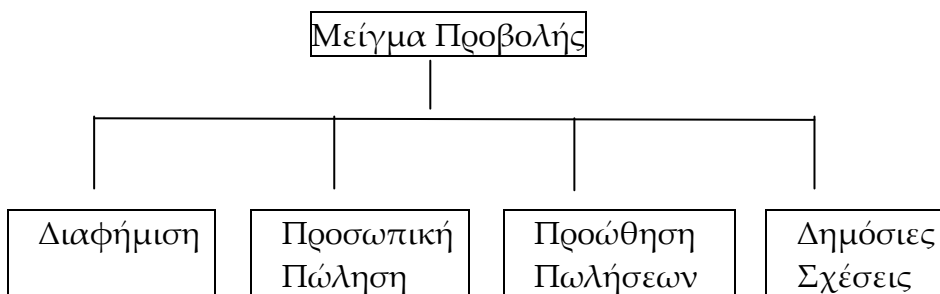 Μείγμα Προβολής
Διαφήμιση
Προσωπική
Πώληση
Προώθηση
Πωλήσεων
Δημόσιες
Σχέσεις